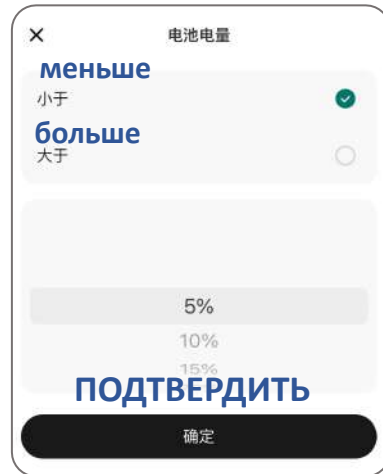 电池电量
меньше
小于
больше
大于
5%
10%
15%
ПОДТВЕРДИТЬ
确定